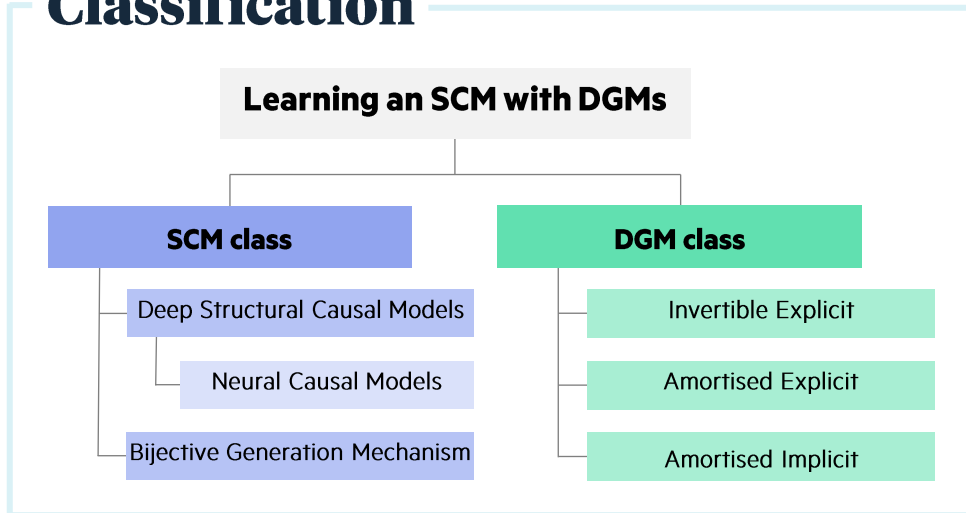 Classification
Learning an SCM with DGMs
SCM class
Deep Structural Causal Models
Neural Causal Models
Bijective Generation Mechanism
DGM class
Invertible Explicit
Amortised Explicit
Amortised Implicit